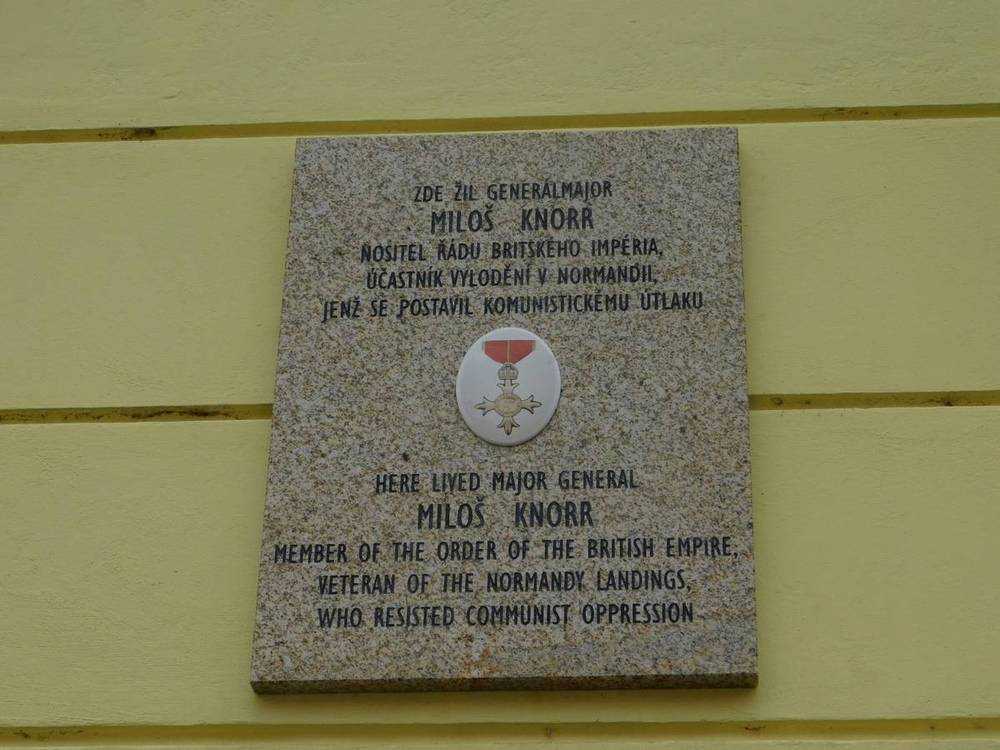 ZDE ŽIL GENERÁLMAJOR
MILOŠ KNORR
NOSITEL ŘÁDU BRITSKÉHO IMPÉRIA,
ÚČASTNÍK VYLODĚNÍ V NORMANDII,
JENŽ SE POSTAVIL KOMUNISTICKÉMU ÚTLAKU
HERE LIVED MAJOR GENERAL
MILOŠ KNORR
MEMBER OF THE ORDER OF THE BRITISH EMPIRE,
VETERAN OF THE NORMANDY LANDINGS,
WHO RESISTED COMMUNIST OPPRESSION